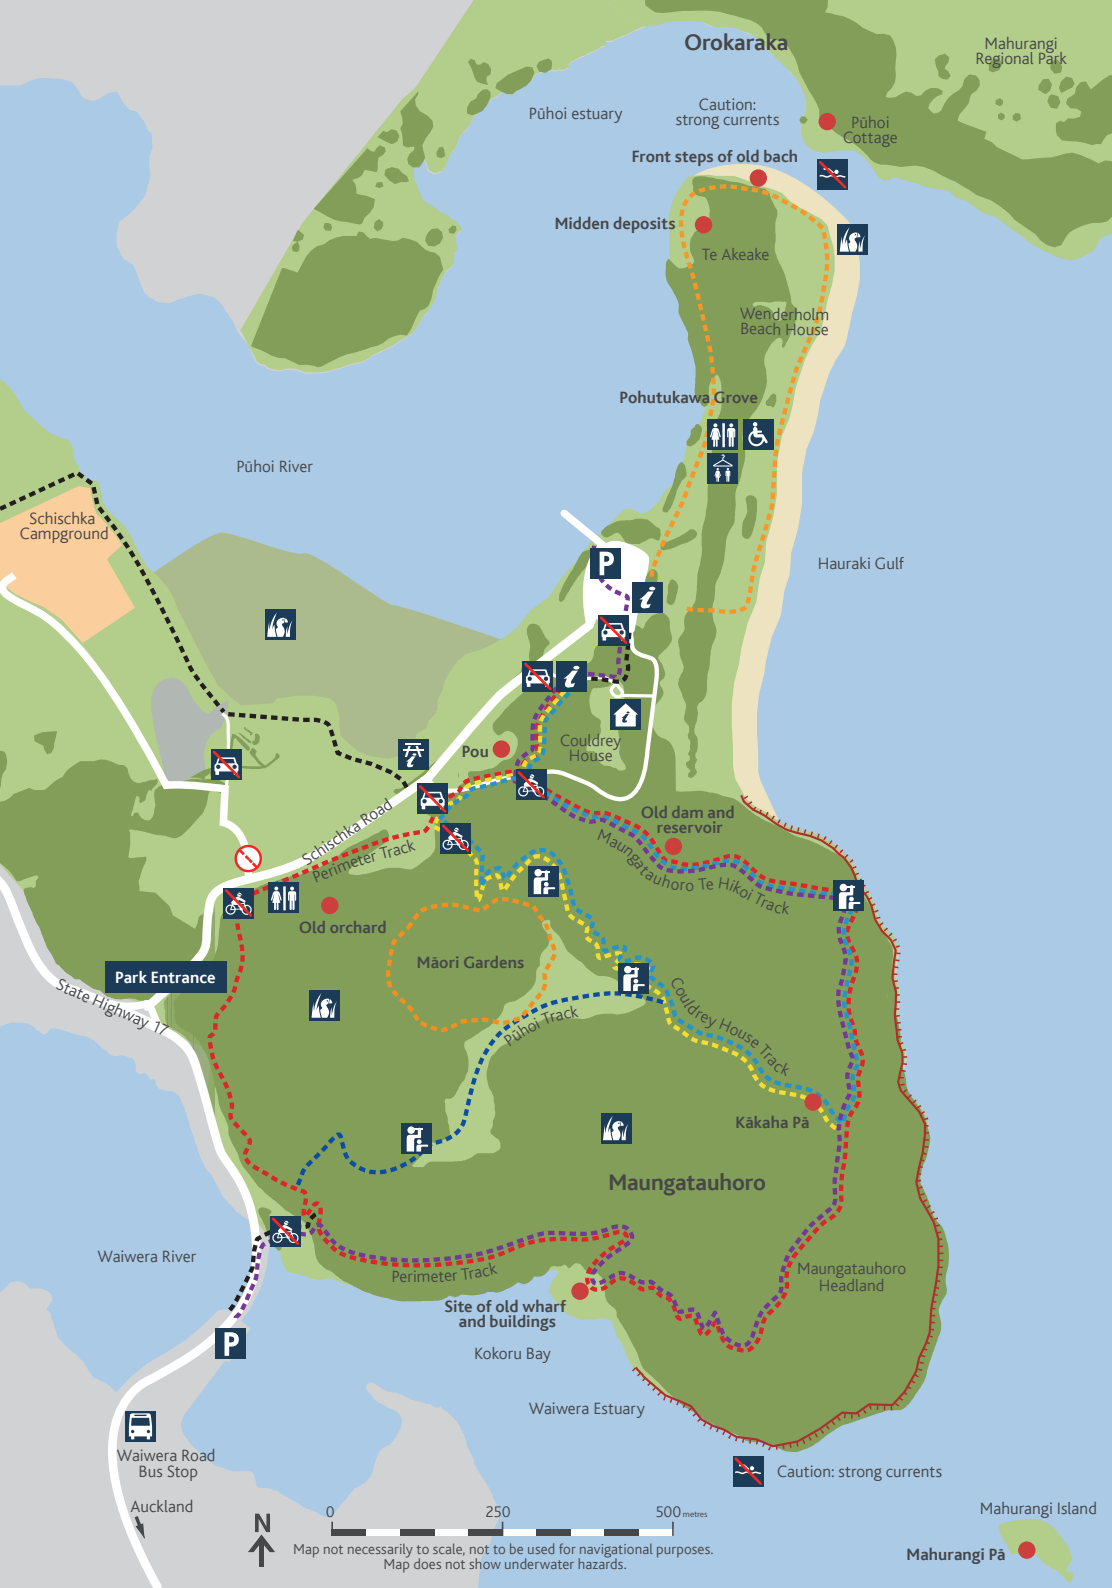 Orokaraka
Mahurangi
Regional Park
Pūhoi estuary
Caution:
strong currents
Pūhoi
Cottage
Front steps of old bach
Midden deposits
Te Akeake
Wenderholm
Beach House
Pohutukawa Grove
2
Pūhoi River
Schischka
Campground
Hauraki Gulf
P
i
i
i
i
Pou
Couldrey
House
Schischka Road
Perimeter Track
Old dam and
reservoir
Maungatauhoro Te Hikoi Track
Old orchard
Māori Gardens
Park Entrance
State Highway 17
Pūhoi Track
Couldrey House Track
Kākaha Pā
Maungatauhoro
Waiwera River
Perimeter Track
Maungatauhoro
Headland
Site of old wharf
and buildings
P
Kokoru Bay
Waiwera Estuary
Waiwera Road
Bus Stop
Caution: strong currents
Auckland
N
0 250 500 metres
Map not necessarily to scale, not to be used for navigational purposes.
Map does not show underwater hazards.
Mahurangi Island
Mahurangi Pā